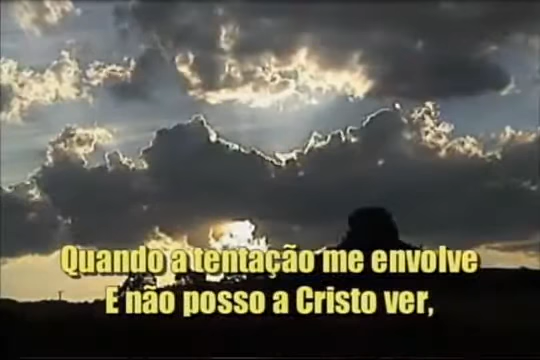 Quando a tentação me envolve
E não posso a Cristo ver,